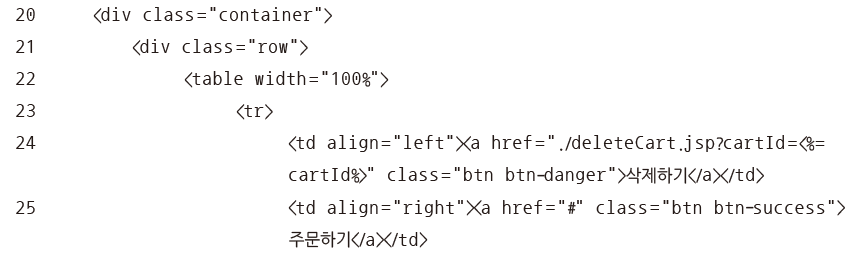 20 <div class="container">
21 <div class="row">
22 <table width="100%">
23 <tr>
24 <td align="left"><a href="./deleteCart.jsp?cartId=<%=
cartId%>" class="btn btn-danger">삭제하기</a></td>
25 <td align="right"><a href="#" class="btn btn-success">
주문하기</a></td>